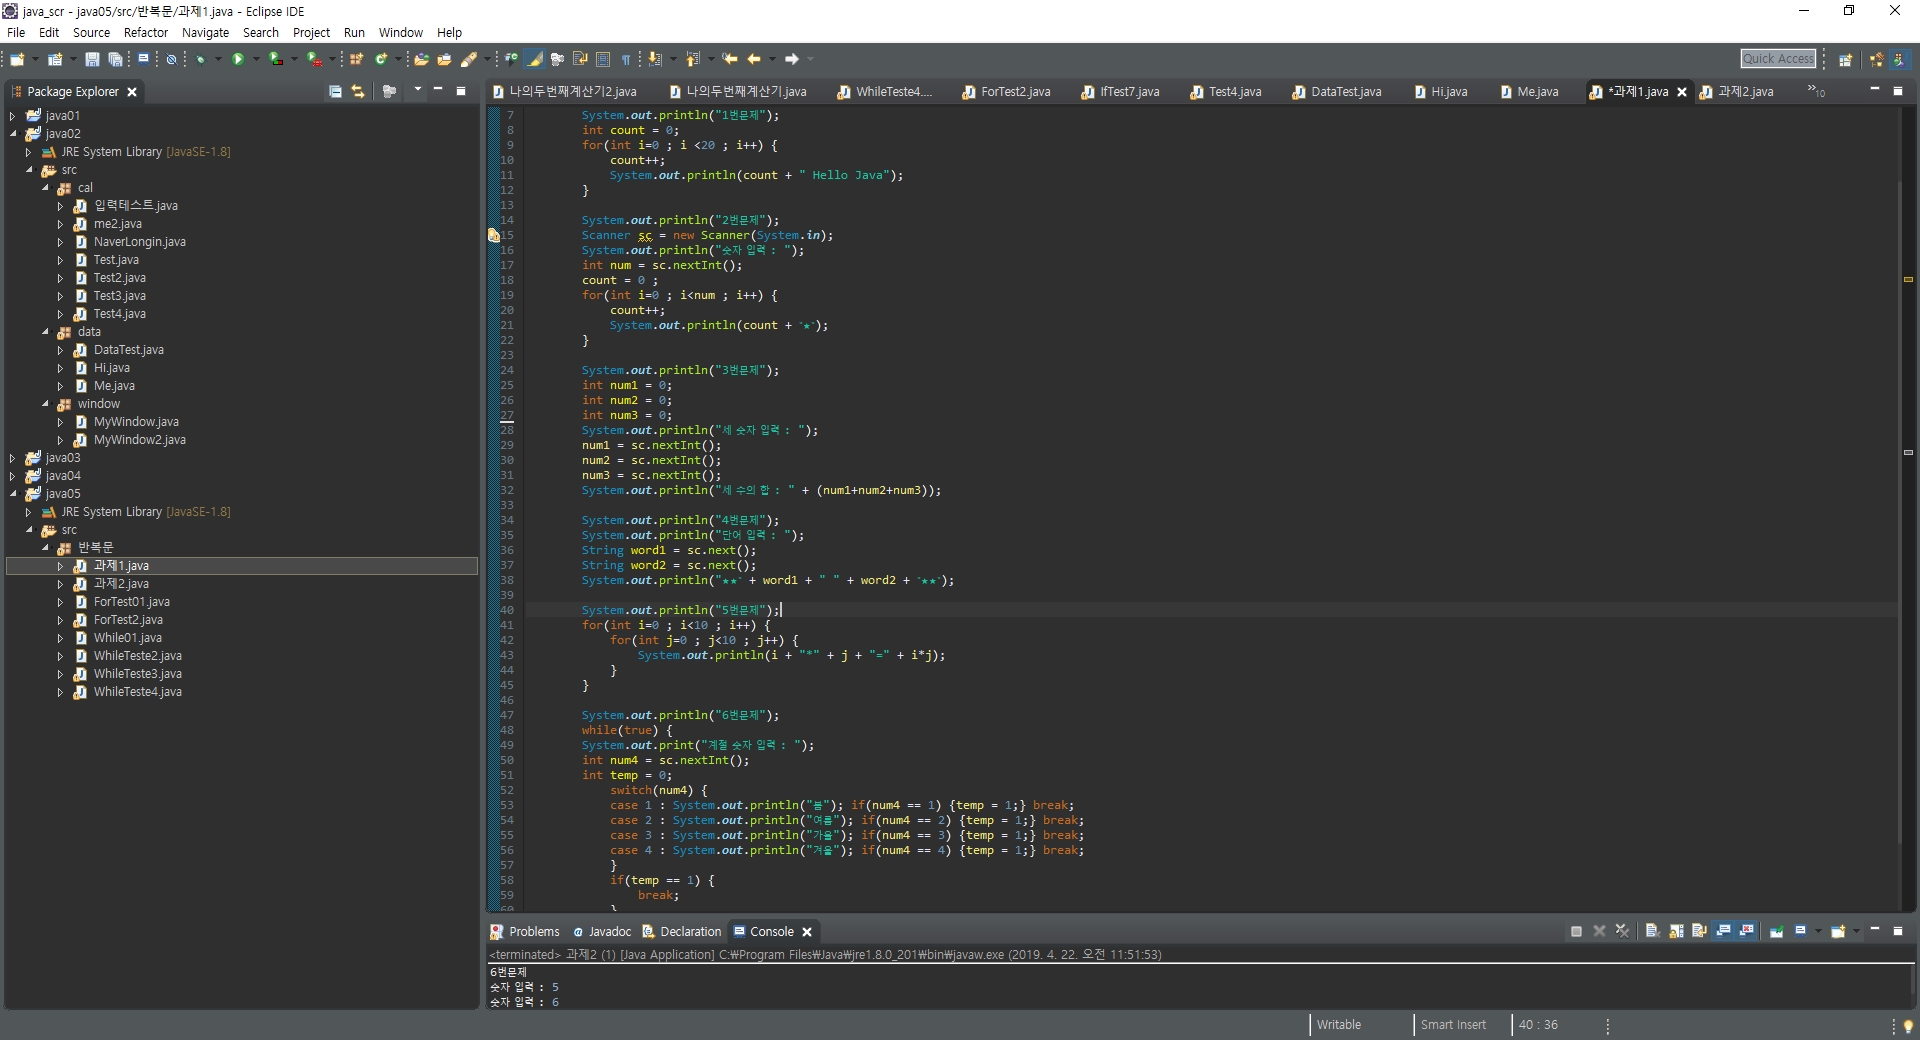 java_scr - java05/src/반복문/과제1.java - Eclipse IDE
File Edit Source Refactor Navigate Search Project Run Window Help
Quick Access
Package Explorer
나의두번째계산기2.java 나의두번째계산기.java WhileTeste4.... ForTest2.java IfTest7.java Test4.java DataTest.java Hi.java Me.java *과제1.java 과제2.java »10
java01
java02
JRE System Library [JavaSE-1.8]
src
cal
입력테스트.java
me2.java
NaverLongin.java
Test.java
Test2.java
Test3.java
Test4.java
data
DataTest.java
Hi.java
Me.java
window
MyWindow.java
MyWindow2.java
java03
java04
java05
JRE System Library [JavaSE-1.8]
src
반복문
과제1.java
과제2.java
ForTest01.java
ForTest2.java
While01.java
WhileTeste2.java
WhileTeste3.java
WhileTeste4.java
7 System.out.println("1번문제");
8 int count = 0;
9 for(int i=0 ; i <20 ; i++) {
10 count++;
11 System.out.println(count + " Hello Java");
12 }
13
14 System.out.println("2번문제");
15 Scanner sc = new Scanner(System.in);
16 System.out.println("숫자 입력 : ");
17 int num = sc.nextInt();
18 count = 0 ;
19 for(int i=0 ; i<num ; i++) {
20 count++;
21 System.out.println(count + "★");
22 }
23
24 System.out.println("3번문제");
25 int num1 = 0;
26 int num2 = 0;
27 int num3 = 0;
28 System.out.println("세 숫자 입력 : ");
29 num1 = sc.nextInt();
30 num2 = sc.nextInt();
31 num3 = sc.nextInt();
32 System.out.println("세 수의 합 : " + (num1+num2+num3));
33
34 System.out.println("4번문제");
35 System.out.println("단어 입력 : ");
36 String word1 = sc.next();
37 String word2 = sc.next();
38 System.out.println("★★" + word1 + " " + word2 + "★★");
39
40 System.out.println("5번문제");
41 for(int i=0 ; i<10 ; i++) {
42 for(int j=0 ; j<10 ; j++) {
43 System.out.println(i + "*" + j + "=" + i*j);
44 }
45 }
46
47 System.out.println("6번문제");
48 while(true) {
49 System.out.print("계절 숫자 입력 : ");
50 int num4 = sc.nextInt();
51 int temp = 0;
52 switch(num4) {
53 case 1 : System.out.println("봄"); if(num4 == 1) {temp = 1;} break;
54 case 2 : System.out.println("여름"); if(num4 == 2) {temp = 1;} break;
55 case 3 : System.out.println("가을"); if(num4 == 3) {temp = 1;} break;
56 case 4 : System.out.println("겨울"); if(num4 == 4) {temp = 1;} break;
57 }
58 if(temp == 1) {
59 break;
60 }
Problems Javadoc Declaration Console
<terminated> 과제2 (1) [Java Application] C:₩Program Files₩Java₩jre1.8.0_201₩bin₩javaw.exe (2019. 4. 22. 오전 11:51:53)
6번문제
숫자 입력 : 5
숫자 입력 : 6
Writable Smart Insert 40 : 36